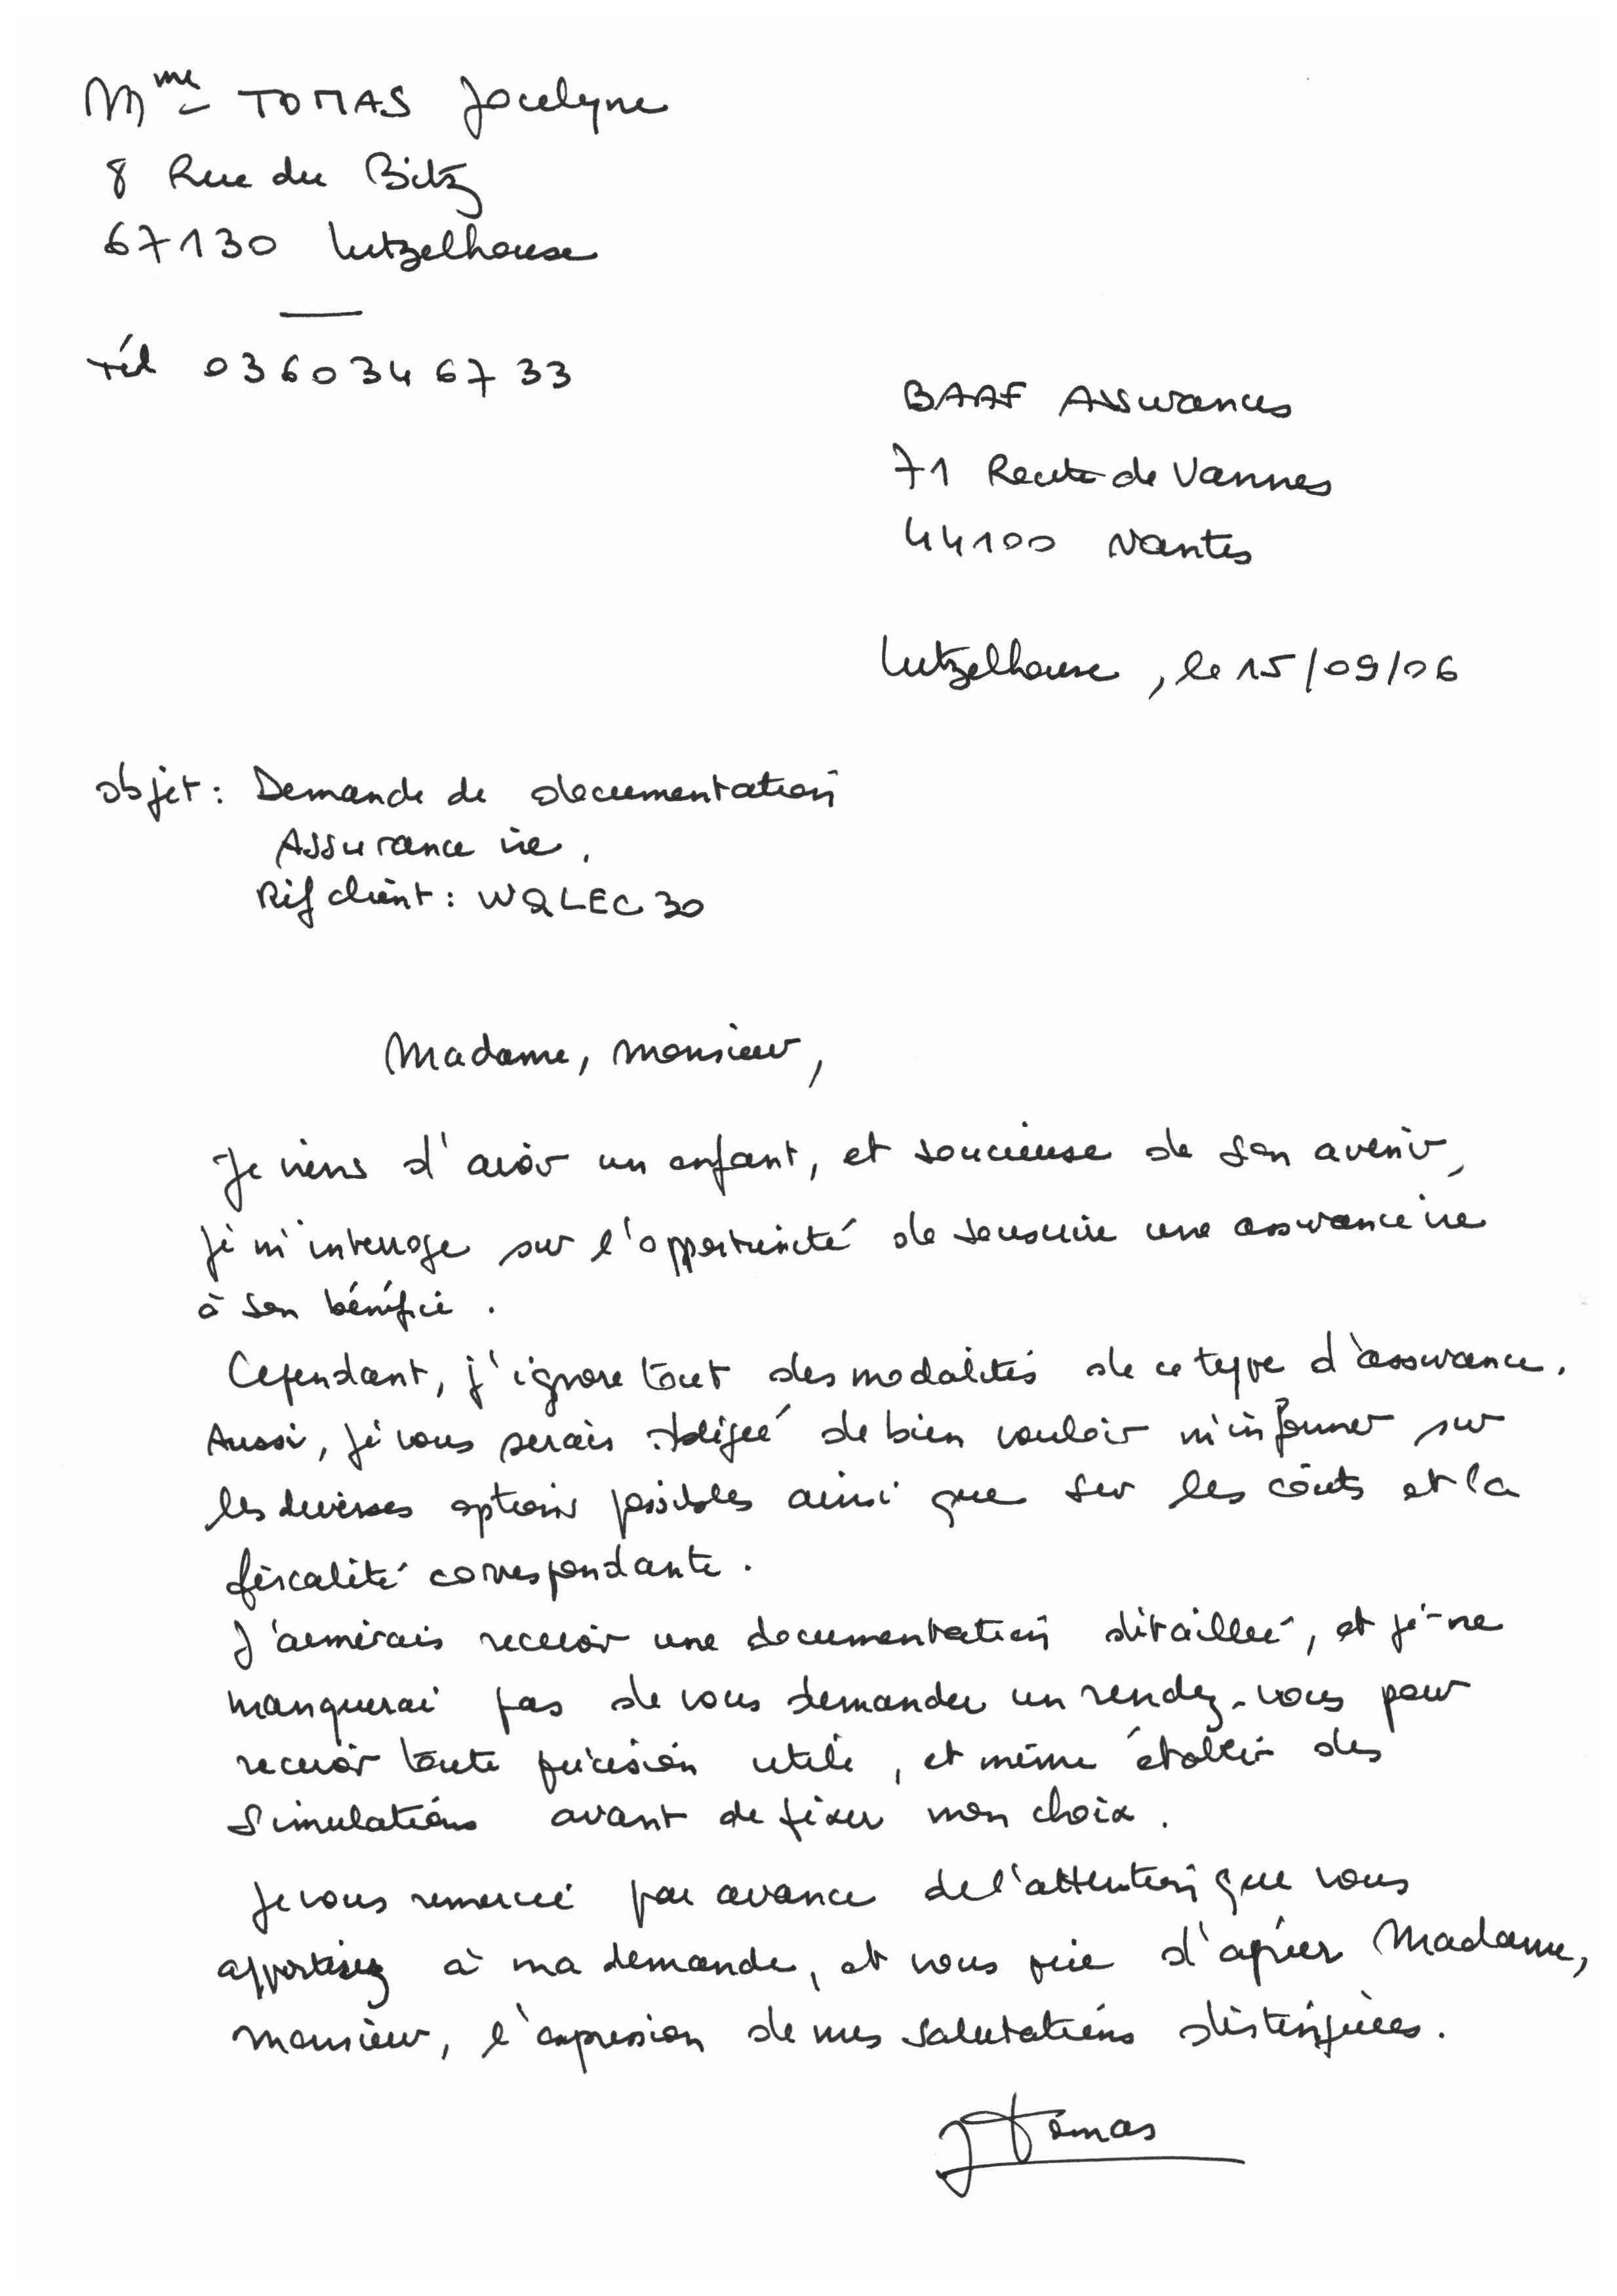 Mme TOMAS Jocelyne
8 Rue du Bitz
67130 Lutzelhouse
Tél 0360346733
BAAF Assurances
71 Route de Vannes
44100 Nantes
Lutzelhouse, le 15/09/06
Objet : Demande de documentation
Assurance vie.
Réf client : WQLEC30
Madame, Monsieur,
Je viens d'avoir un enfant, et soucieuse de son avenir,
je m'interroge sur l'opportunité de souscrire une assurance vie
à son bénéfice.
Cependant, j'ignore tout des modalités de ce type d'assurance.
Aussi, je vous serais obligée de bien vouloir m'informer sur
les diverses options possibles ainsi que sur les coûts et la
fiscalité correspondante.
J'aimerais recevoir une documentation détaillée, et je ne
manquerai pas de vous demander un rendez-vous pour
recevoir toute précision utile, et même établir des
simulations avant de fixer mon choix.
Je vous remercie par avance de l'attention que vous
apporterez à ma demande, et vous prie d'agréer Madame,
Monsieur, l'expression de mes salutations distinguées.
J Tomas